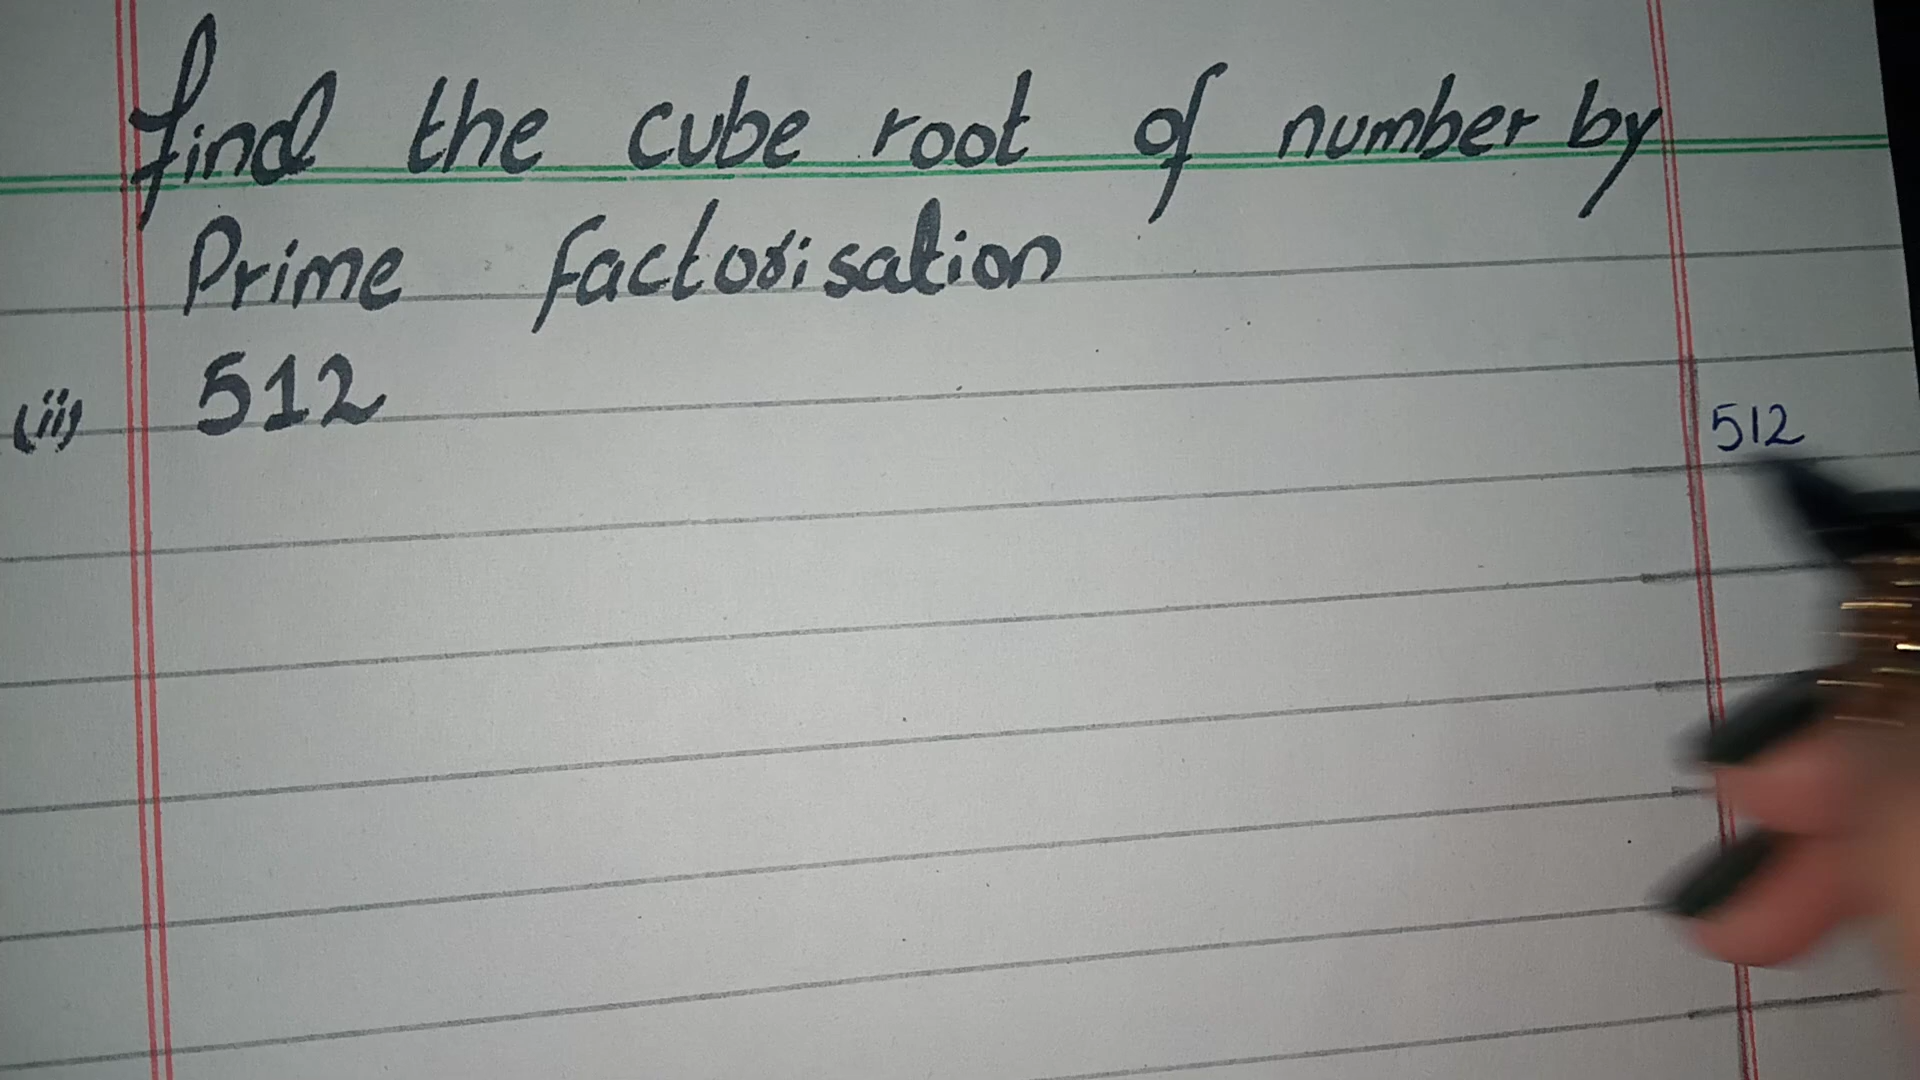 find the cube root of number by
Prime factorisation
(ii) 512
512